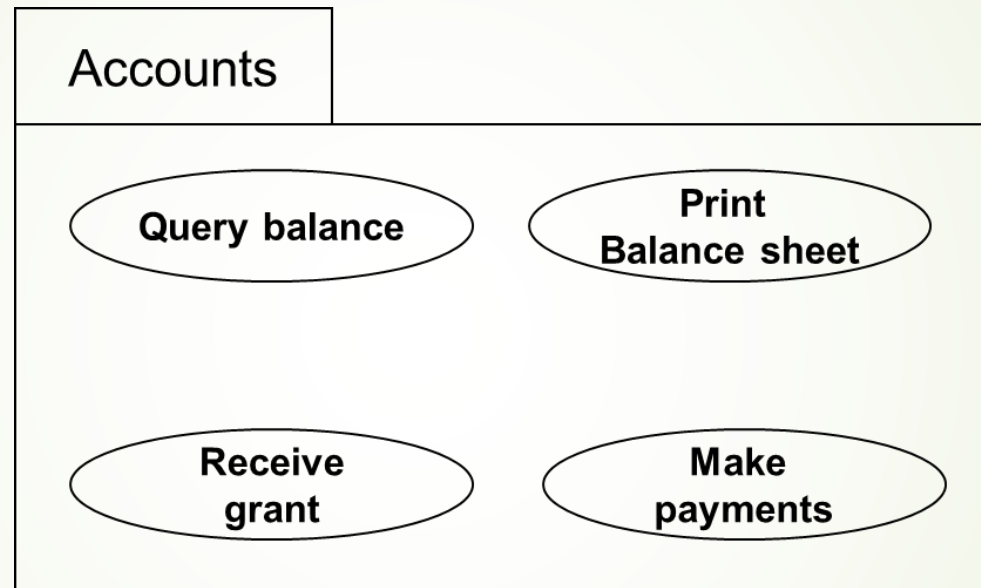 Accounts
Query balance
Print
Balance sheet
Receive
grant
Make
payments